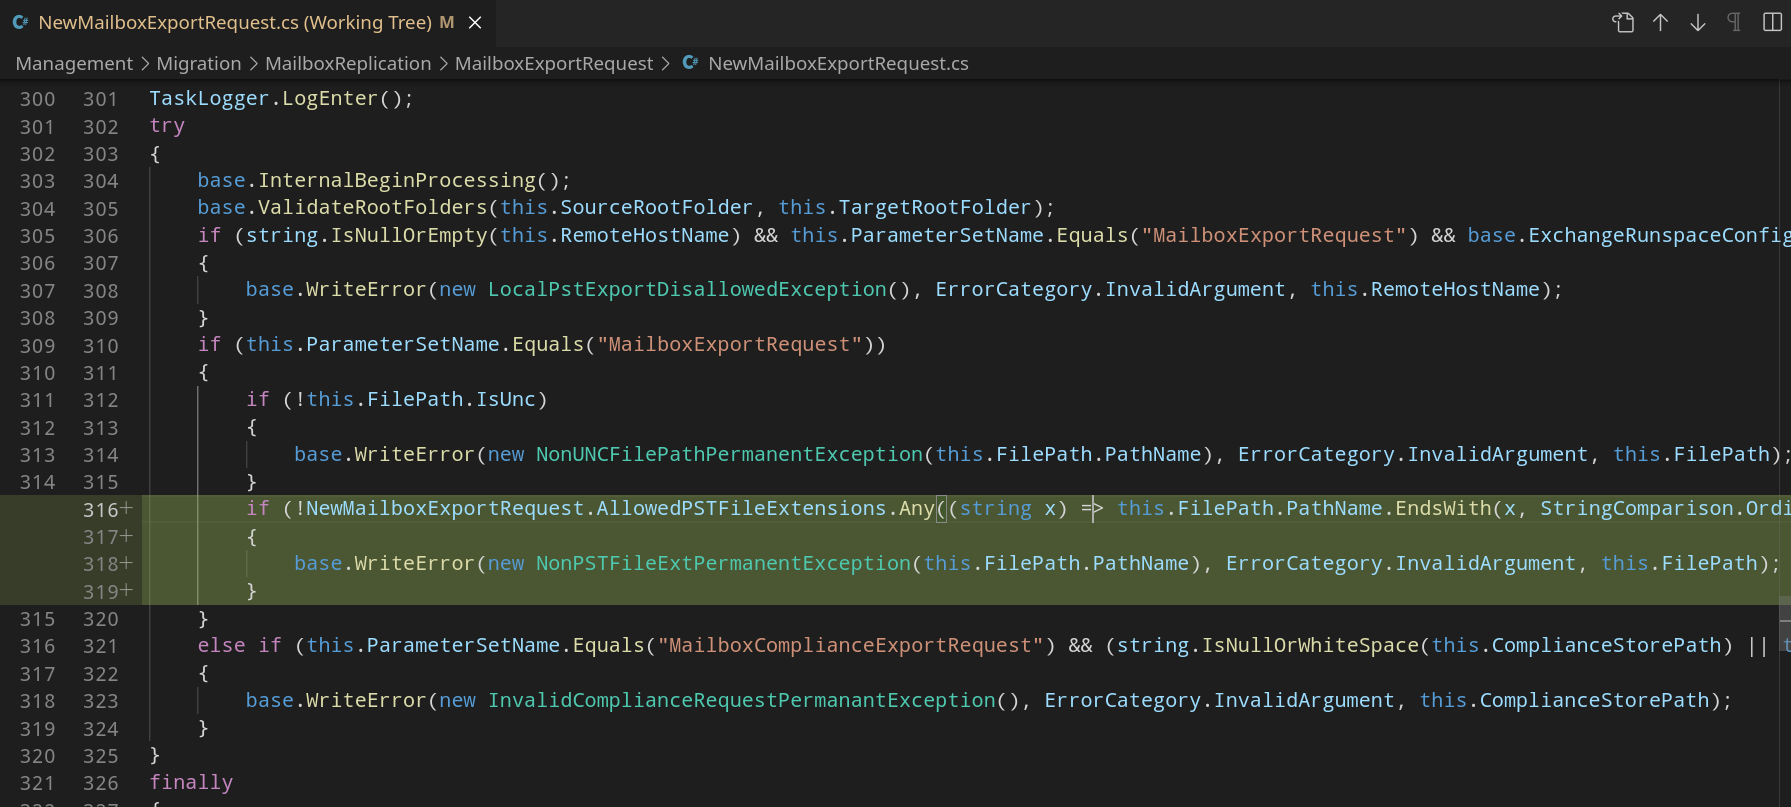 C# NewMailboxExportRequest.cs (Working Tree) M
Management > Migration > MailboxReplication > MailboxExportRequest > C# NewMailboxExportRequest.cs
300 301 TaskLogger.LogEnter();
301 302 try
302 303 {
303 304 base.InternalBeginProcessing();
304 305 base.ValidateRootFolders(this.SourceRootFolder, this.TargetRootFolder);
305 306 if (string.IsNullOrEmpty(this.RemoteHostName) && this.ParameterSetName.Equals("MailboxExportRequest") && base.ExchangeRunspaceConfig
306 307 {
307 308 base.WriteError(new LocalPstExportDisallowedException(), ErrorCategory.InvalidArgument, this.RemoteHostName);
308 309 }
309 310 if (this.ParameterSetName.Equals("MailboxExportRequest"))
310 311 {
311 312 if (!this.FilePath.IsUnc)
312 313 {
313 314 base.WriteError(new NonUNCFilePathPermanentException(this.FilePath.PathName), ErrorCategory.InvalidArgument, this.FilePath);
314 315 }
316+ if (!NewMailboxExportRequest.AllowedPSTFileExtensions.Any((string x) => this.FilePath.PathName.EndsWith(x, StringComparison.Ordi
317+ {
318+ base.WriteError(new NonPSTFileExtPermanentException(this.FilePath.PathName), ErrorCategory.InvalidArgument, this.FilePath);
319+ }
315 320 }
316 321 else if (this.ParameterSetName.Equals("MailboxComplianceExportRequest") && (string.IsNullOrWhiteSpace(this.ComplianceStorePath) || t
317 322 {
318 323 base.WriteError(new InvalidComplianceRequestPermanantException(), ErrorCategory.InvalidArgument, this.ComplianceStorePath);
319 324 }
320 325 }
321 326 finally